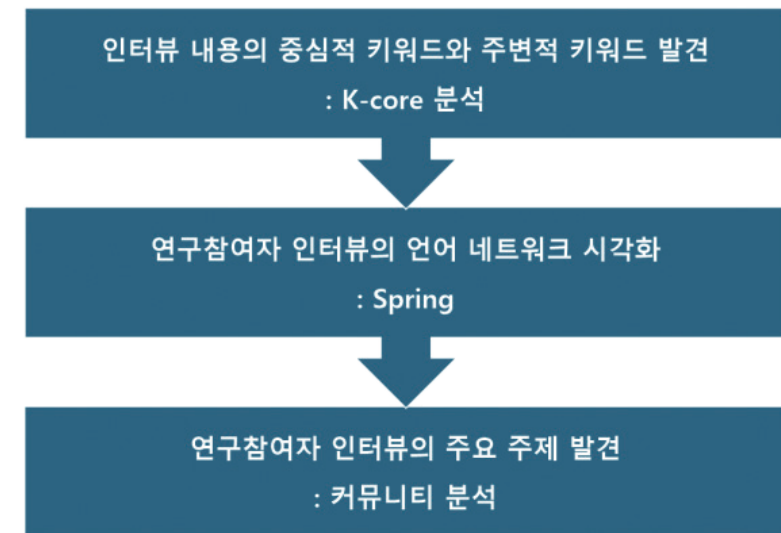 인터뷰 내용의 중심적 키워드와 주변적 키워드 발견
: K-core 분석
연구참여자 인터뷰의 언어 네트워크 시각화
: Spring
연구참여자 인터뷰의 주요 주제 발견
: 커뮤니티 분석